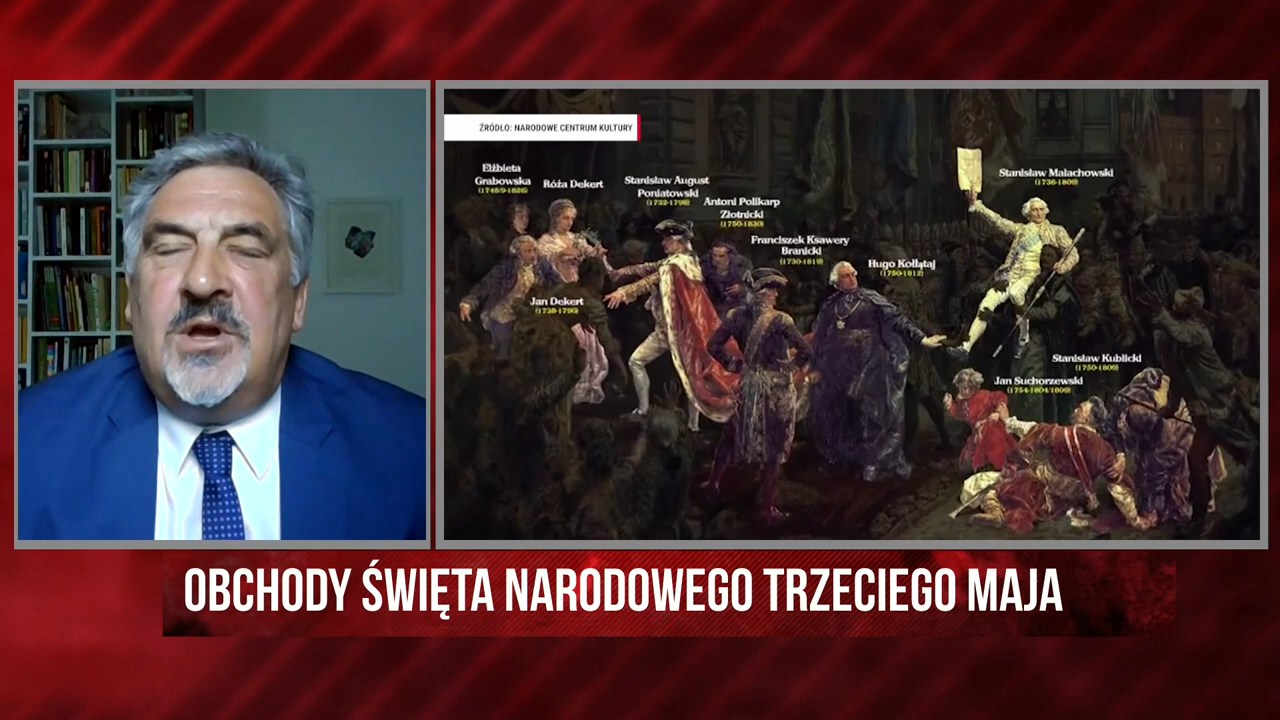 ŹRÓDŁO: NARODOWE CENTRUM KULTURY
Elżbieta
Grabowska
(1748/9-1826)
Róża Dekert
Stanisław August
Poniatowski
(1732-1798)
Antoni Polikarp
Złotnicki
(1750-1830)
Franciszek Ksawery
Branicki
(1730-1819)
Hugo Kołłątaj
(1750-1812)
Stanisław Małachowski
(1736-1809)
Jan Dekert
(1738-1790)
Stanisław Kublicki
(1750-1809)
Jan Suchorzewski
(1754-1804/1809)
OBCHODY ŚWIĘTA NARODOWEGO TRZECIEGO MAJA